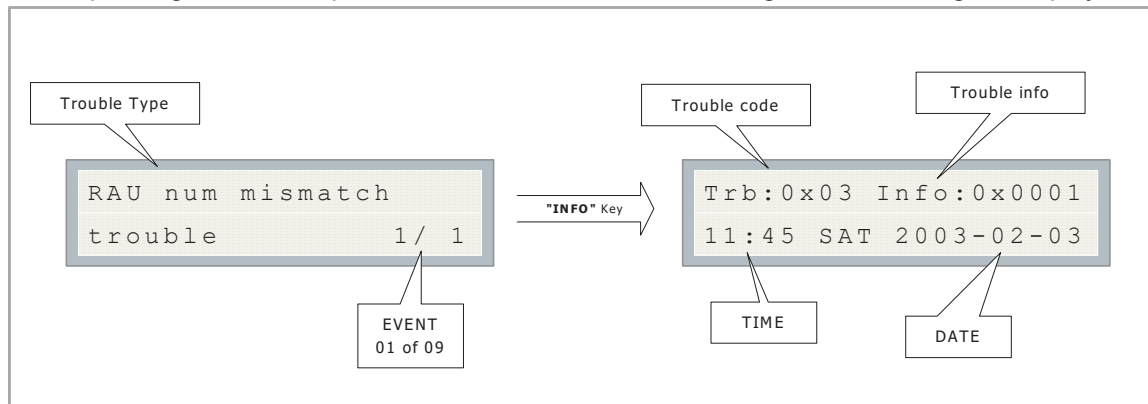 Trouble Type
RAU num mismatch
trouble 1/ 1
EVENT
01 of 09
"INFO" Key
Trouble code
Trouble info
Trb:0x03 Info:0x0001
11:45 SAT 2003-02-03
TIME
DATE